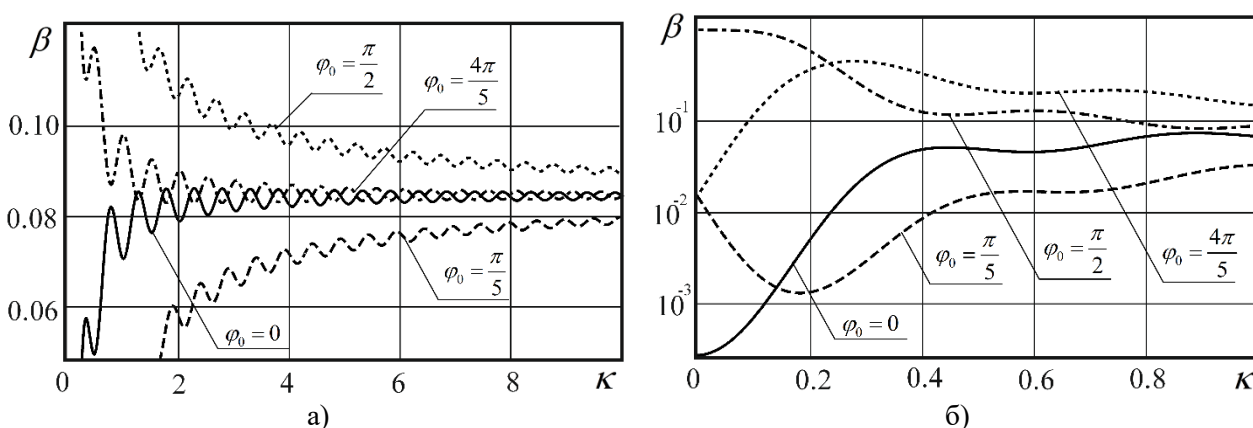 β
0.10
0.08
0.06
0 2 4 6 8 κ
φ₀ = π/2
φ₀ = 4π/5
φ₀ = π/5
φ₀ = 0
а)
β
10⁻¹
10⁻²
10⁻³
0 0.2 0.4 0.6 0.8 κ
φ₀ = π/5
φ₀ = π/2
φ₀ = 4π/5
φ₀ = 0
б)